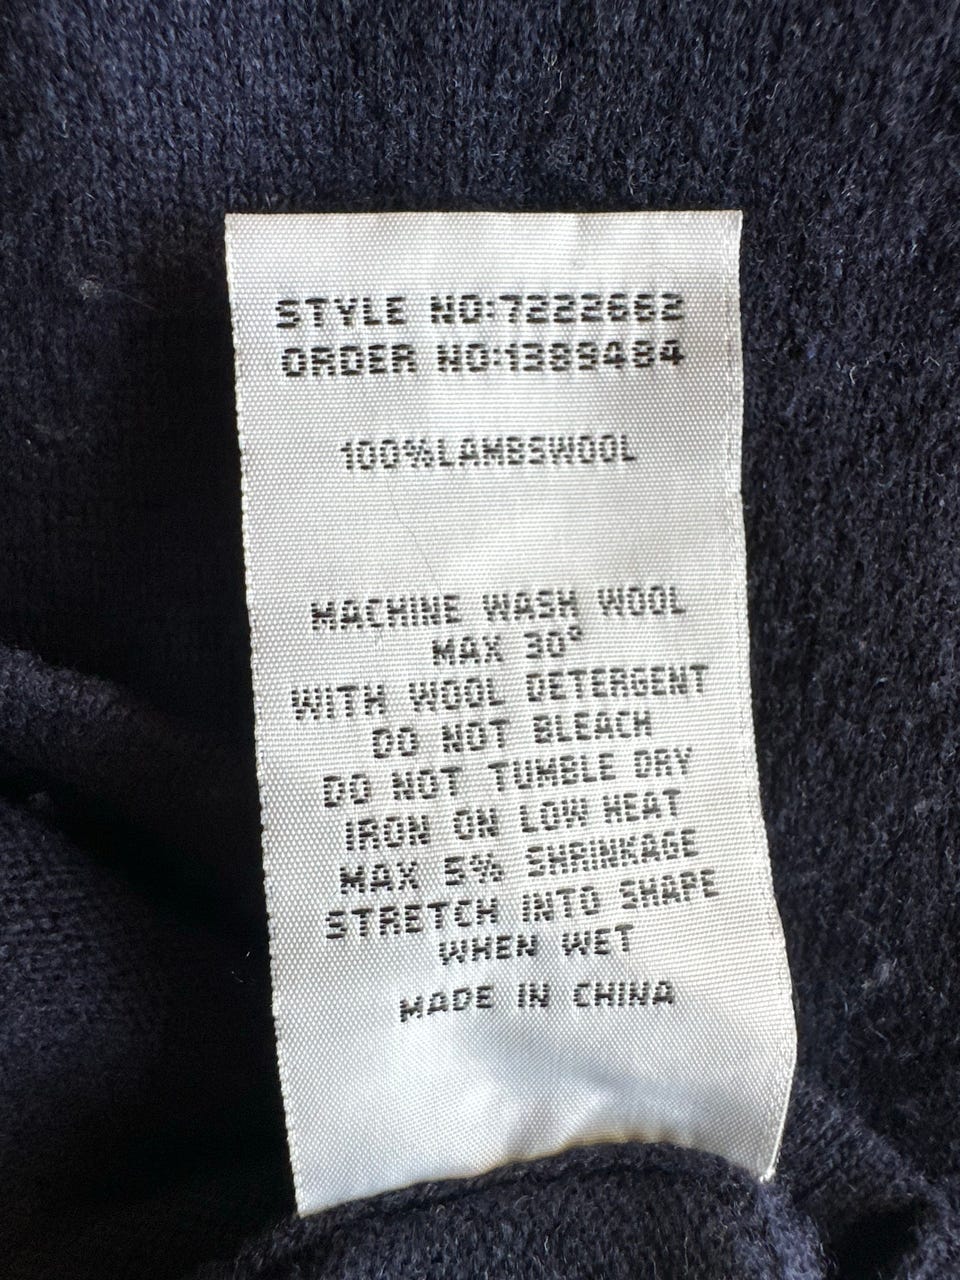 STYLE NO:7222662
ORDER NO:1389484
100%LAMBSWOOL
MACHINE WASH WOOL
MAX 30°
WITH WOOL DETERGENT
DO NOT BLEACH
DO NOT TUMBLE DRY
IRON ON LOW HEAT
MAX 5% SHRINKAGE
STRETCH INTO SHAPE
WHEN WET
MADE IN CHINA